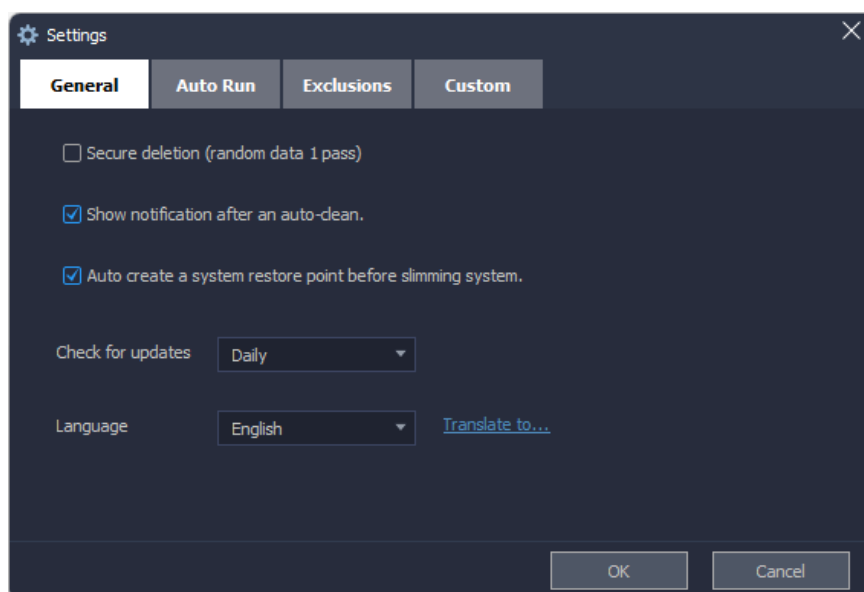 Settings
General
Auto Run
Exclusions
Custom
Secure deletion (random data 1 pass)
Show notification after an auto-clean.
Auto create a system restore point before slimming system.
Check for updates
Daily
Language
English
Translate to...
OK
Cancel